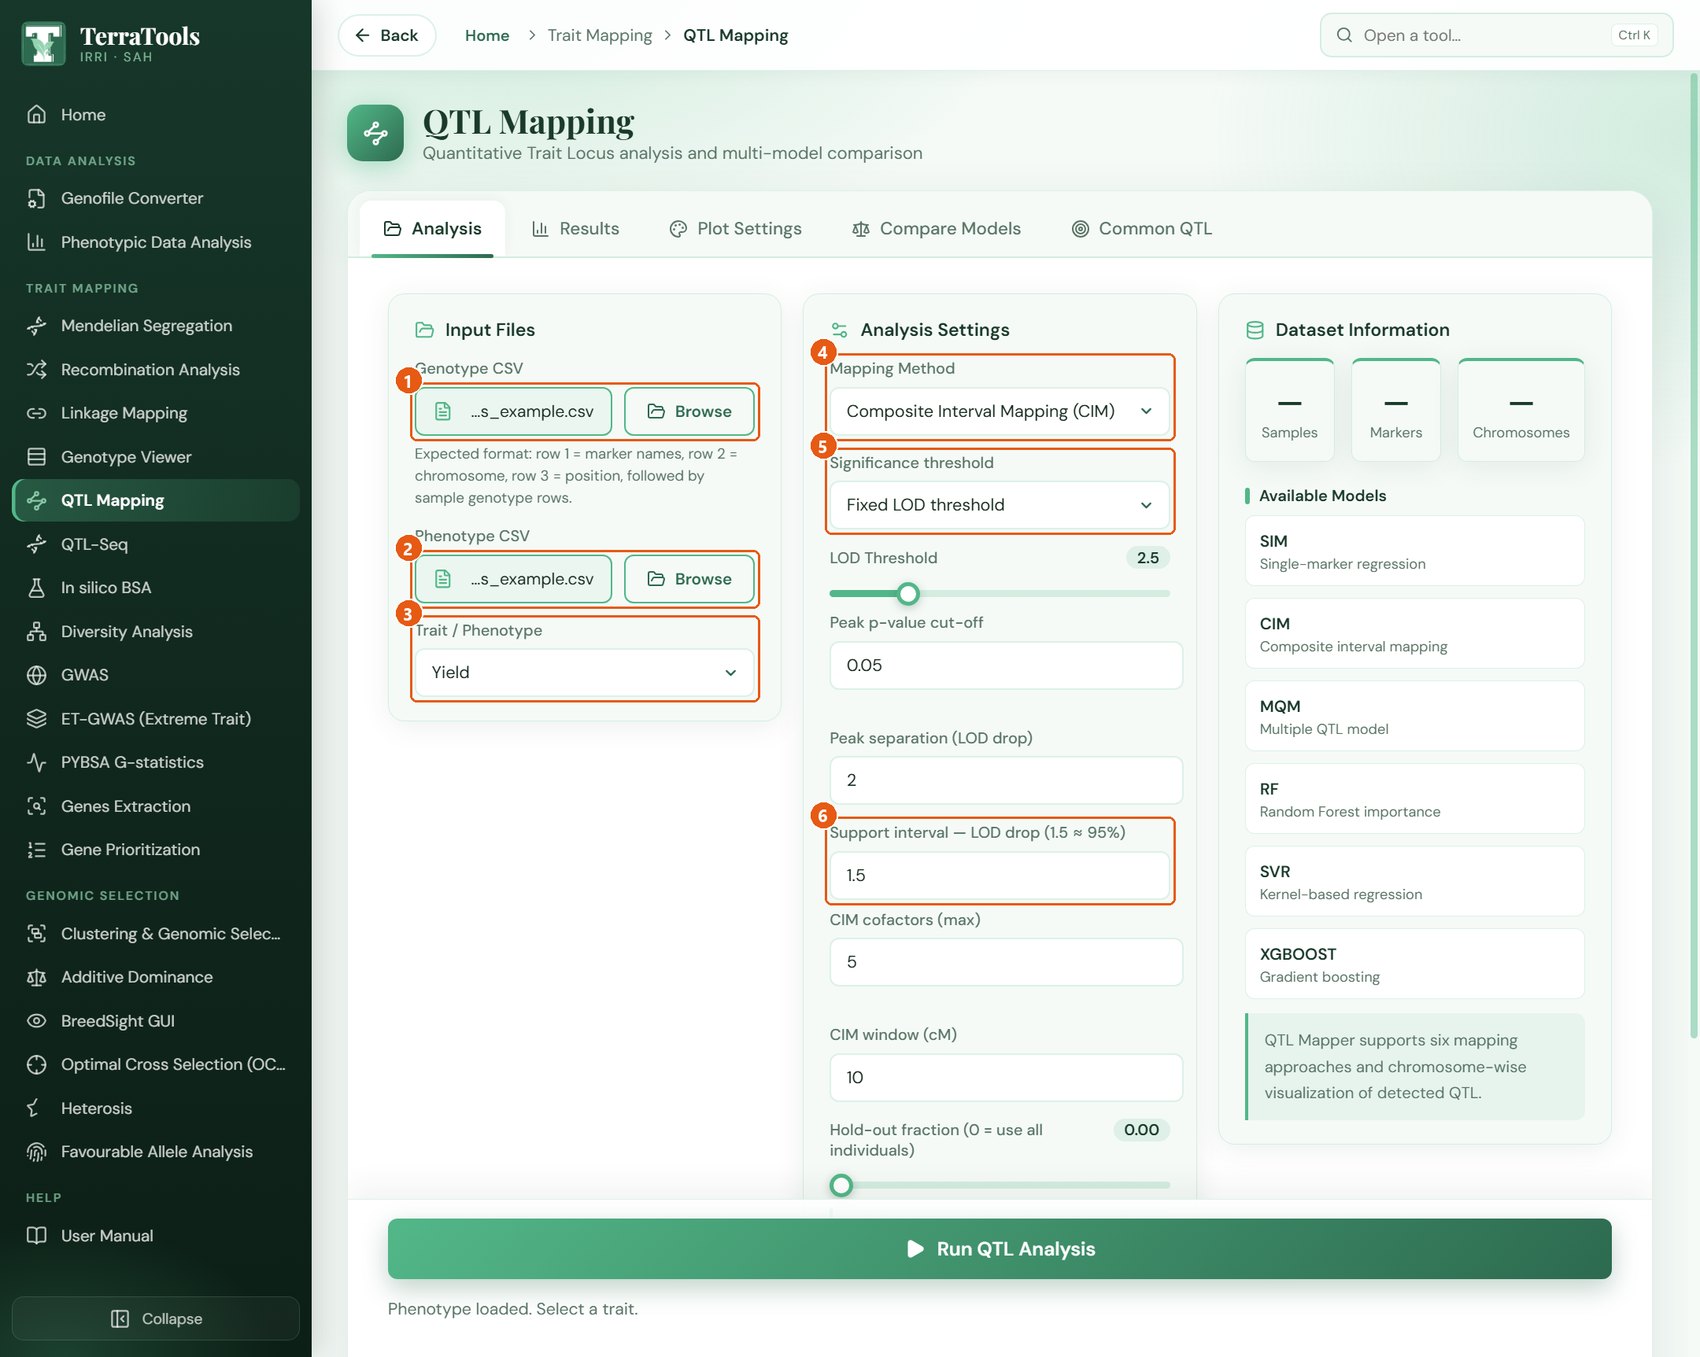 TerraTools
IRRI · SAH
Home
DATA ANALYSIS
Genofile Converter
Phenotypic Data Analysis
TRAIT MAPPING
Mendelian Segregation
Recombination Analysis
Linkage Mapping
Genotype Viewer
QTL Mapping
QTL-Seq
In silico BSA
Diversity Analysis
GWAS
ET-GWAS (Extreme Trait)
PYBSA G-statistics
Genes Extraction
Gene Prioritization
GENOMIC SELECTION
Clustering & Genomic Selec...
Additive Dominance
BreedSight GUI
Optimal Cross Selection (OC...
Heterosis
Favourable Allele Analysis
HELP
User Manual
Collapse
Back
Home > Trait Mapping > QTL Mapping
Open a tool...
Ctrl K
QTL Mapping
Quantitative Trait Locus analysis and multi-model comparison
Analysis
Results
Plot Settings
Compare Models
Common QTL
Input Files
Genotype CSV
1
...s_example.csv
Browse
Expected format: row 1 = marker names, row 2 =
chromosome, row 3 = position, followed by
sample genotype rows.
Phenotype CSV
2
...s_example.csv
Browse
3
Trait / Phenotype
Yield
Analysis Settings
4
Mapping Method
Composite Interval Mapping (CIM)
5
Significance threshold
Fixed LOD threshold
LOD Threshold
2.5
Peak p-value cut-off
0.05
Peak separation (LOD drop)
2
6
Support interval — LOD drop (1.5 ≈ 95%)
1.5
CIM cofactors (max)
5
CIM window (cM)
10
Hold-out fraction (0 = use all
individuals)
0.00
Dataset Information
—
Samples
—
Markers
—
Chromosomes
Available Models
SIM
Single-marker regression
CIM
Composite interval mapping
MQM
Multiple QTL model
RF
Random Forest importance
SVR
Kernel-based regression
XGBOOST
Gradient boosting
QTL Mapper supports six mapping
approaches and chromosome-wise
visualization of detected QTL.
Run QTL Analysis
Phenotype loaded. Select a trait.